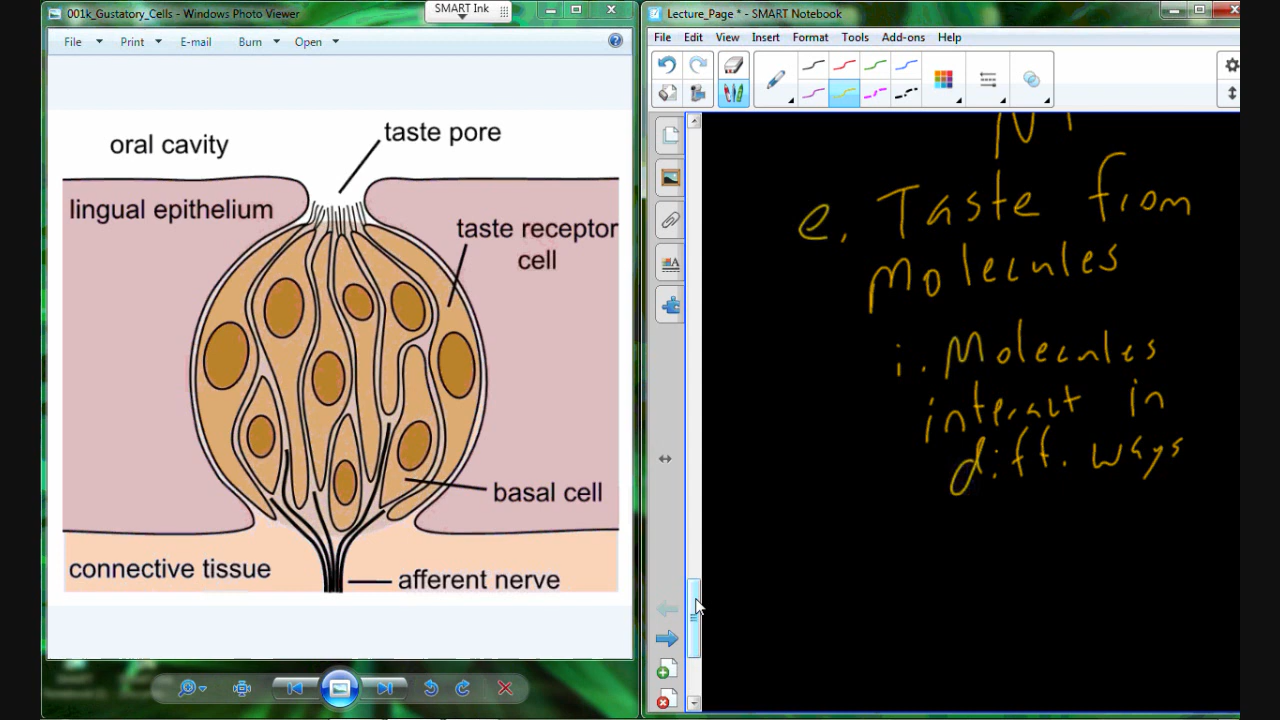 001k_Gustatory_Cells - Windows Photo Viewer
SMART Ink
File Print E-mail Burn Open
oral cavity
taste pore
lingual epithelium
taste receptor
cell
basal cell
connective tissue
afferent nerve
Lecture_Page * - SMART Notebook
File Edit View Insert Format Tools Add-ons Help
e. Taste from
Molecules
i. Molecules
interact in
diff. ways